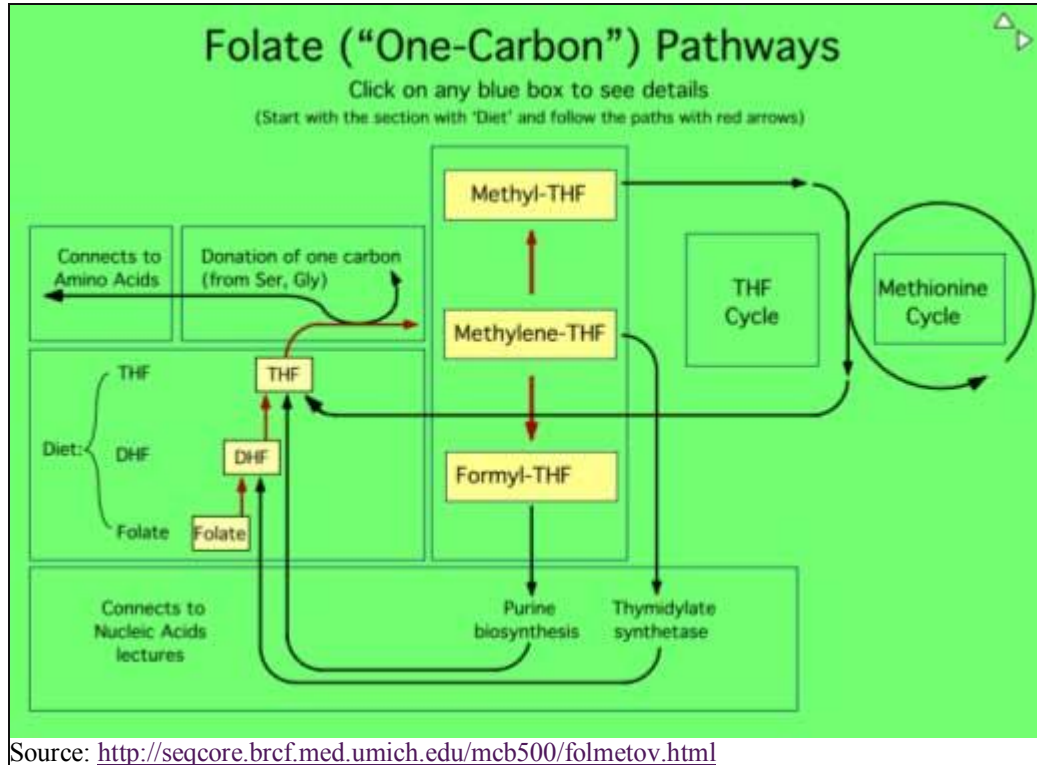 Folate ("One-Carbon") Pathways
Click on any blue box to see details
(Start with the section with 'Diet' and follow the paths with red arrows)
Methyl-THF
Connects to
Amino Acids
Donation of one carbon
(from Ser, Gly)
THF
Cycle
Methionine
Cycle
Methylene-THF
THF
THF
Diet:
DHF
DHF
Formyl-THF
Folate
Folate
Connects to
Nucleic Acids
lectures
Purine
biosynthesis
Thymidylate
synthetase
Source: http://seqcore.brcf.med.umich.edu/mcb500/folmetov.html